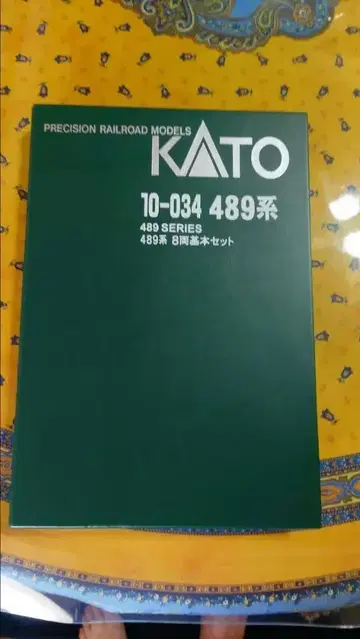 PRECISION RAILROAD MODELS
KATO
10-034 489系
489 SERIES
489系 8両基本セット